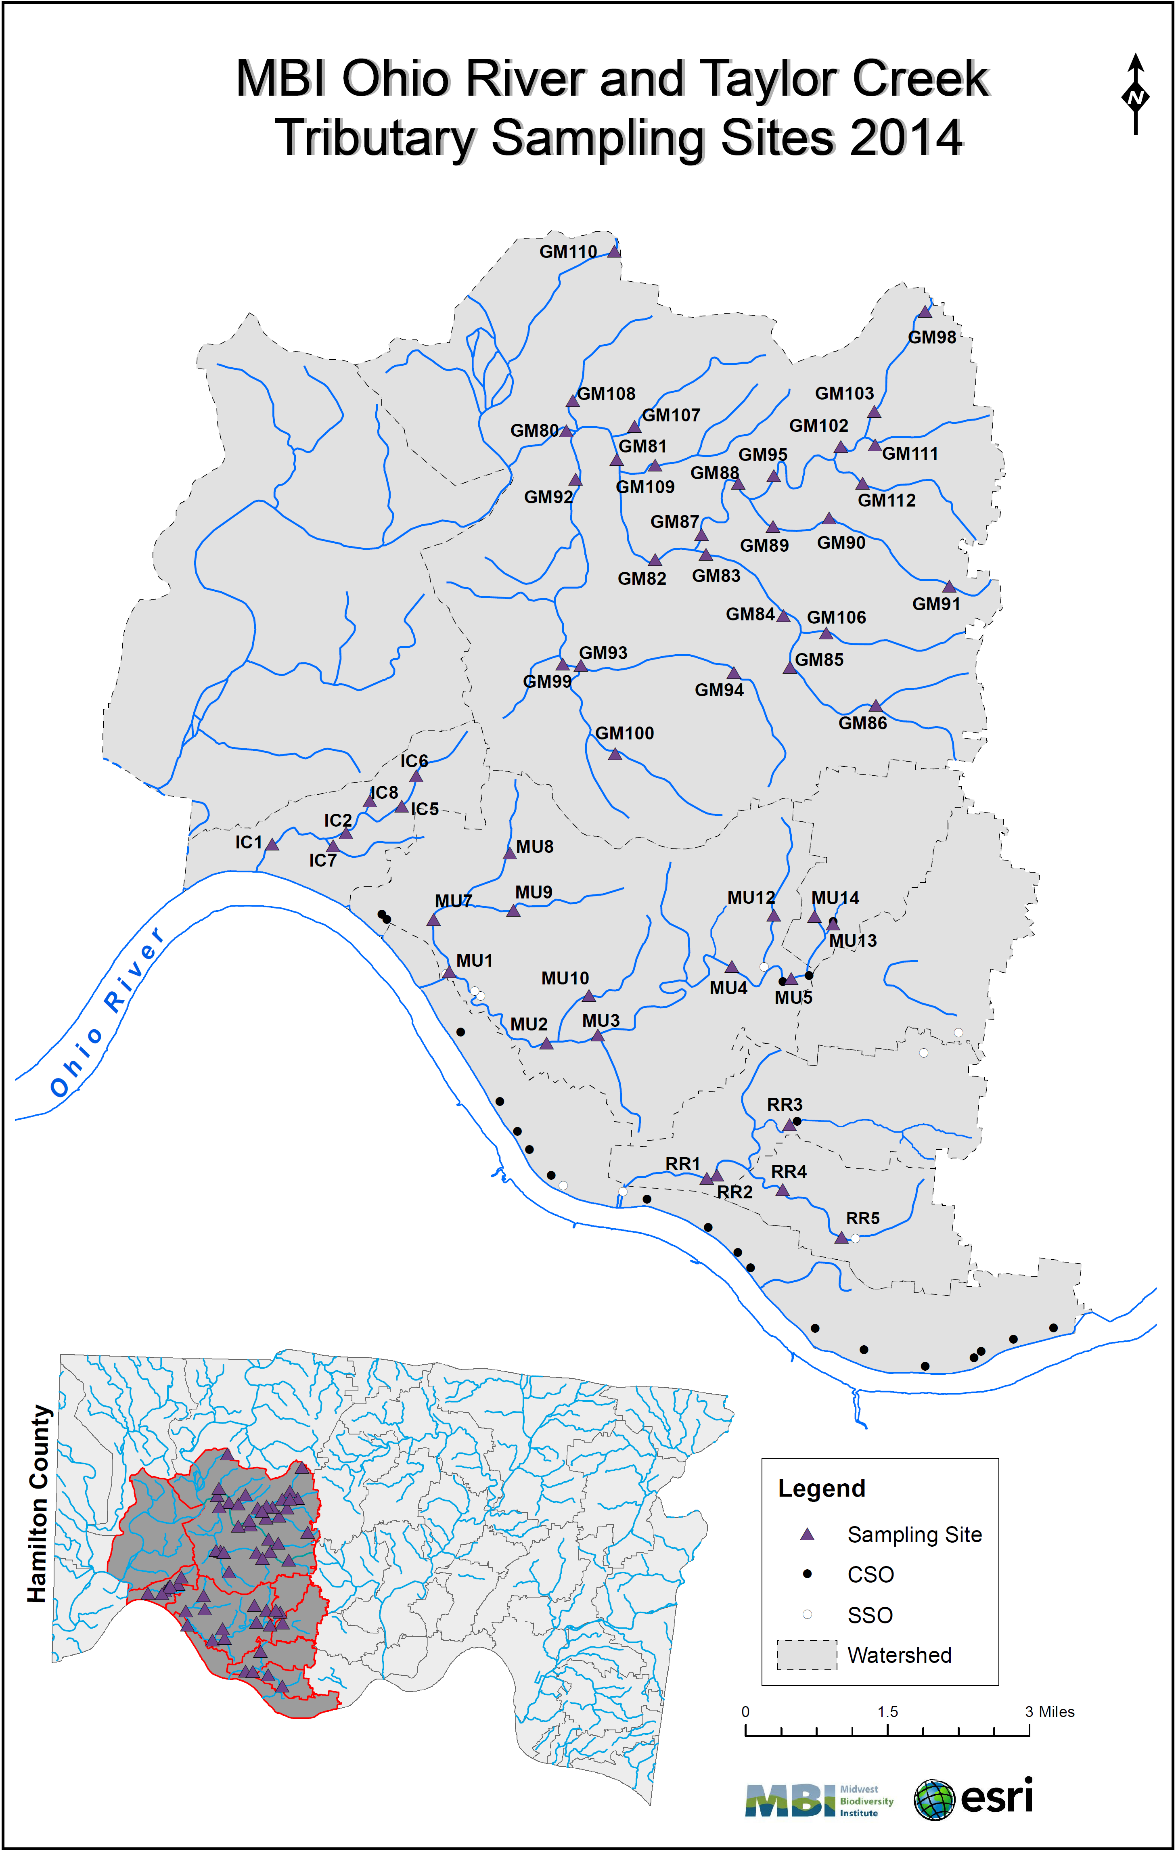 MBI Ohio River and Taylor Creek
Tributary Sampling Sites 2014
N
GM110
GM98
GM108
GM103
GM107
GM80
GM102
GM81
GM111
GM95
GM88
GM109
GM92
GM112
GM87
GM89
GM90
GM82
GM83
GM91
GM84
GM106
GM93
GM85
GM99
GM94
GM86
GM100
IC6
IC8
IC5
IC2
IC1
IC7
MU8
MU9
MU7
MU12
MU14
MU13
MU1
MU10
MU4
MU5
MU2
MU3
Ohio River
RR3
RR1
RR4
RR2
RR5
Hamilton County
Legend
Sampling Site
CSO
SSO
Watershed
0 1.5 3 Miles
MBI Midwest
Biodiversity
Institute
esri